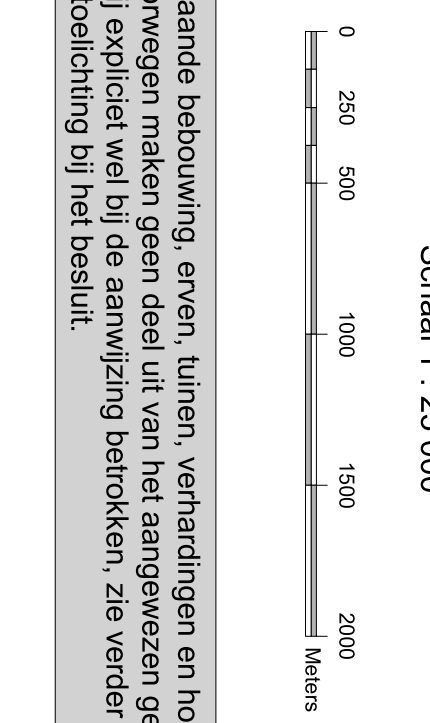 Schaal 1 : 25 000
0 250 500 1000 1500 2000
Meters
aande bebouwing, erven, tuinen, verhardingen en ho
rwegen maken geen deel uit van het aangewezen ge
j expliciet wel bij de aanwijzing betrokken, zie verder
toelichting bij het besluit.